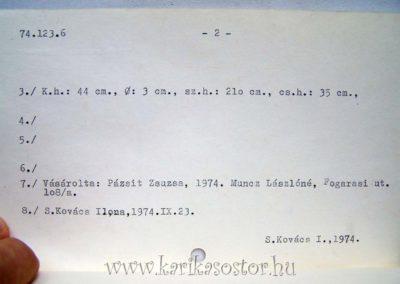 74.123.6 - 2 -
3./ K.h.: 44 cm., Ø: 3 cm., sz.h.: 21o cm., cs.h.: 35 cm.,
4./
5./
6./
7./ Vásárolta: Pázsit Zsuzsa, 1974. Muncz Lászlóné, Fogarasi ut.
1o8/a.
8./ S.Kovács Ilona,1974.IX.23.
S.Kovács I.,1974.
www.karikasostor.hu